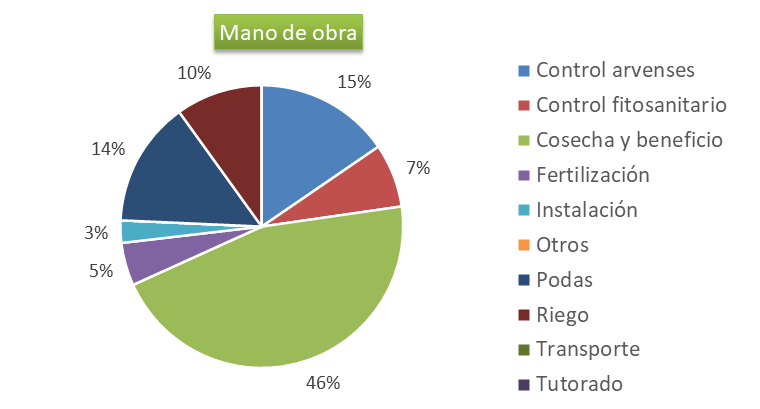 Mano de obra
10%
15%
14%
7%
3%
5%
46%
Control arvenses
Control fitosanitario
Cosecha y beneficio
Fertilización
Instalación
Otros
Podas
Riego
Transporte
Tutorado